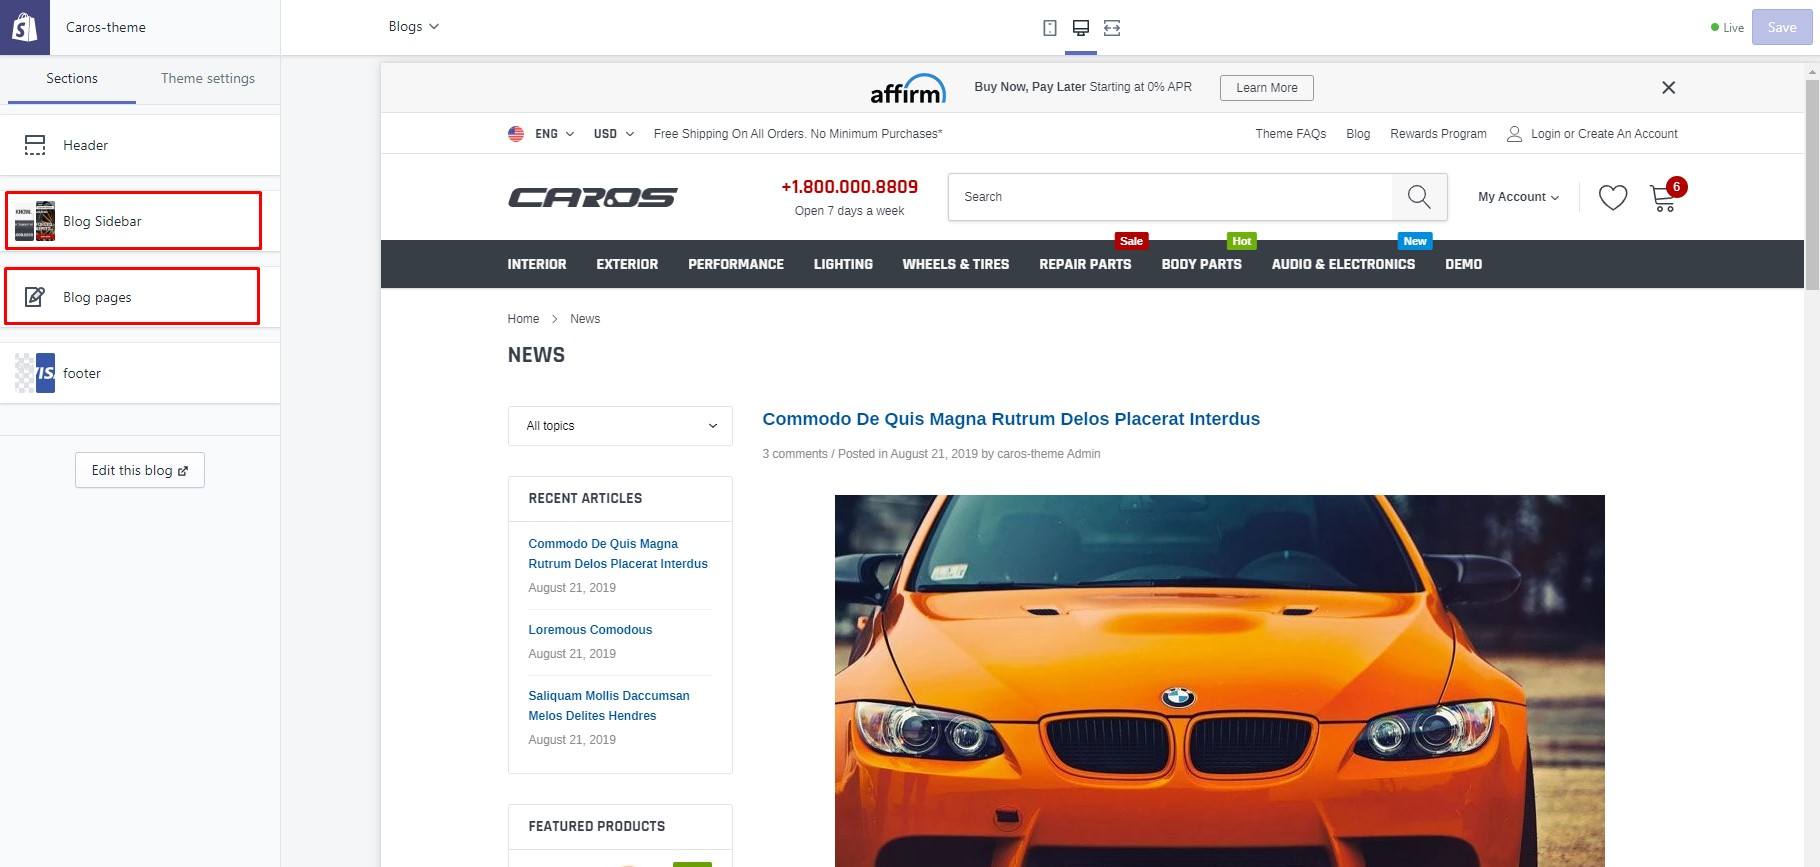 Caros-theme
Blogs
Live
Save
Sections
Theme settings
Header
Blog Sidebar
Blog pages
footer
Edit this blog
affirm
Buy Now, Pay Later Starting at 0% APR
Learn More
ENG
USD
Free Shipping On All Orders. No Minimum Purchases*
Theme FAQs
Blog
Rewards Program
Login or Create An Account
CAROS
+1.800.000.8809
Open 7 days a week
Search
My Account
6
Sale
Hot
New
INTERIOR
EXTERIOR
PERFORMANCE
LIGHTING
WHEELS & TIRES
REPAIR PARTS
BODY PARTS
AUDIO & ELECTRONICS
DEMO
Home > News
NEWS
All topics
RECENT ARTICLES
Commodo De Quis Magna
Rutrum Delos Placerat Interdus
August 21, 2019
Loremous Comodous
August 21, 2019
Saliquam Mollis Daccumsan
Melos Delites Hendres
August 21, 2019
FEATURED PRODUCTS
Commodo De Quis Magna Rutrum Delos Placerat Interdus
3 comments / Posted in August 21, 2019 by caros-theme Admin